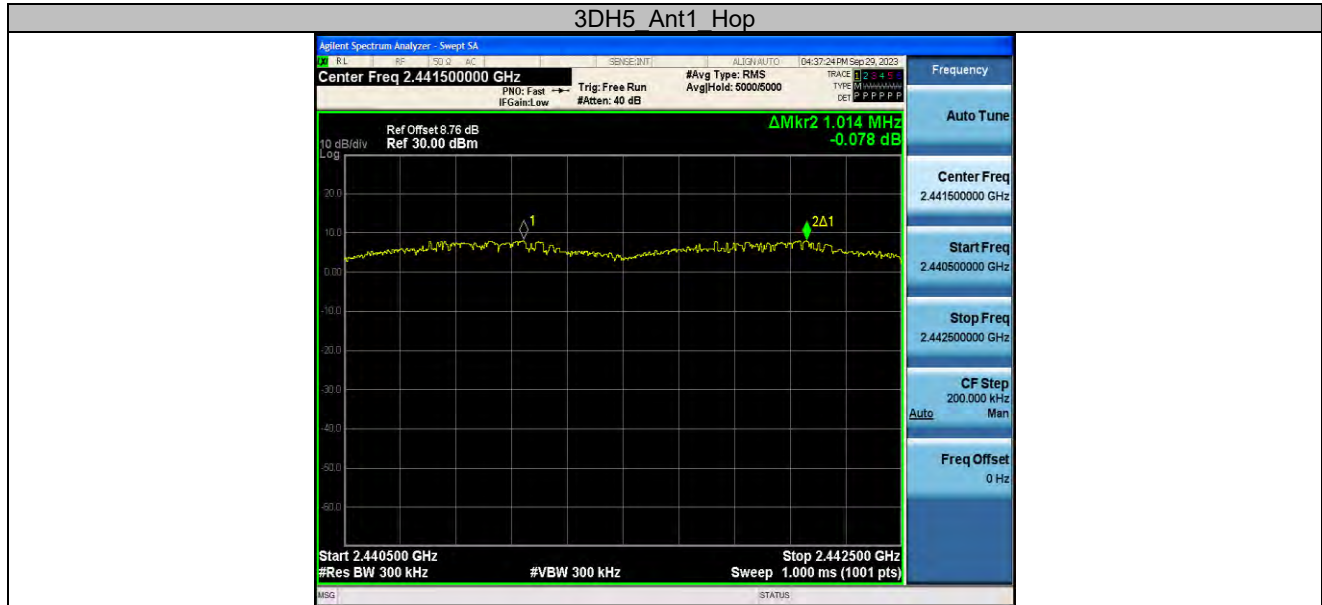 3DH5_Ant1_Hop
Agilent Spectrum Analyzer - Swept SA
RL RF 50 Ω AC SENSE:INT ALIGN AUTO 04:37:24 PM Sep 29, 2023
Center Freq 2.441500000 GHz
PNO: Fast
IFGain:Low
Trig: Free Run
#Atten: 40 dB
#Avg Type: RMS
Avg|Hold: 5000/5000
TRACE 1 2 3 4 5 6
TYPE M
DET P P P P P P
Ref Offset 8.76 dB
Ref 30.00 dBm
10 dB/div
Log
ΔMkr2 1.014 MHz
-0.078 dB
20.0
10.0
0.00
-10.0
-20.0
-30.0
-40.0
-50.0
-60.0
1
2Δ1
Start 2.440500 GHz
Stop 2.442500 GHz
#Res BW 300 kHz
#VBW 300 kHz
Sweep 1.000 ms (1001 pts)
MSG
STATUS
Frequency
Auto Tune
Center Freq
2.441500000 GHz
Start Freq
2.440500000 GHz
Stop Freq
2.442500000 GHz
CF Step
200.000 kHz
Auto Man
Freq Offset
0 Hz